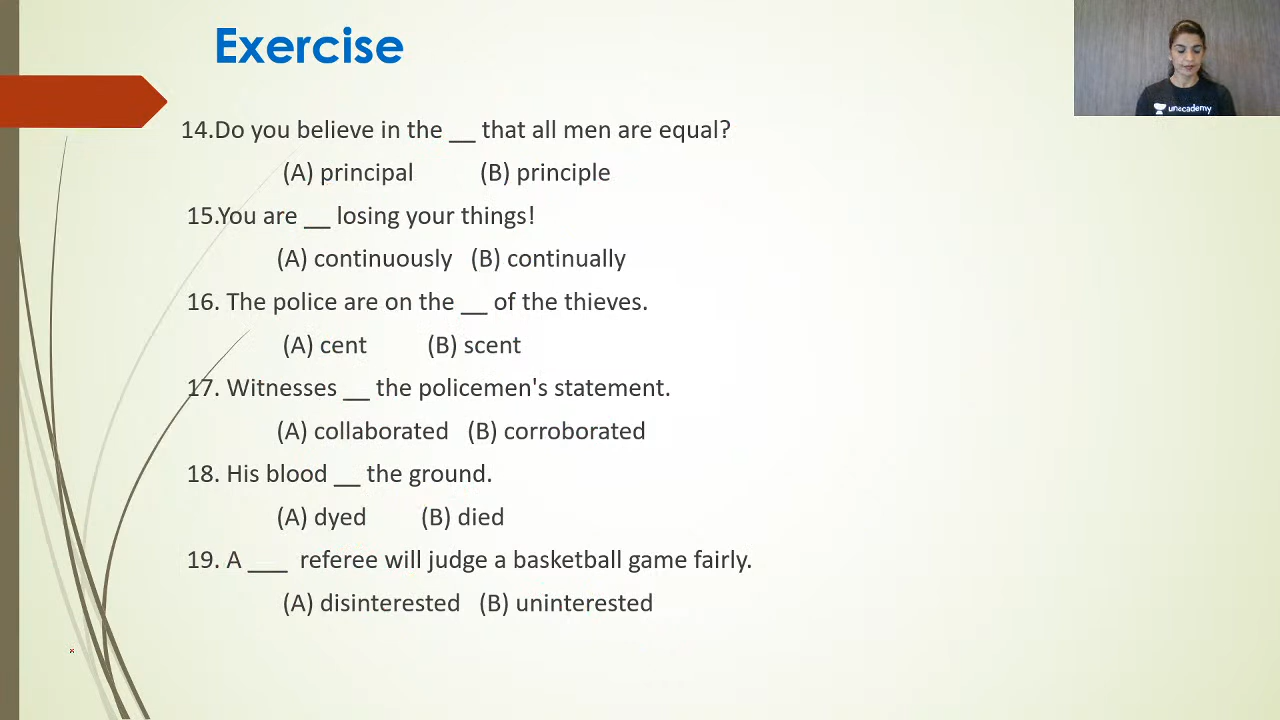 Exercise
unacademy
14.Do you believe in the __ that all men are equal?
(A) principal (B) principle
15.You are __ losing your things!
(A) continuously (B) continually
16. The police are on the __ of the thieves.
(A) cent (B) scent
17. Witnesses __ the policemen's statement.
(A) collaborated (B) corroborated
18. His blood __ the ground.
(A) dyed (B) died
19. A ___ referee will judge a basketball game fairly.
(A) disinterested (B) uninterested